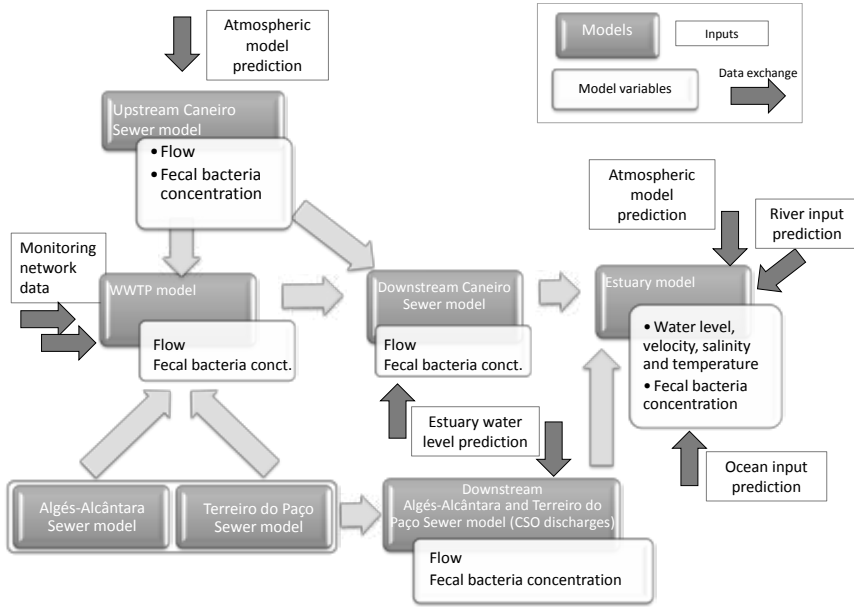 Atmospheric
model
prediction
Models
Inputs
Model variables
Data exchange
Upstream Caneiro
Sewer model
• Flow
• Fecal bacteria
concentration
Atmospheric
model
prediction
River input
prediction
Monitoring
network
data
WWTP model
Flow
Fecal bacteria conct.
Downstream Caneiro
Sewer model
Flow
Fecal bacteria conct.
Estuary model
• Water level,
velocity, salinity
and temperature
• Fecal bacteria
concentration
Estuary water
level prediction
Ocean input
prediction
Algés-Alcântara
Sewer model
Terreiro do Paço
Sewer model
Downstream
Algés-Alcântara and Terreiro do
Paço Sewer model (CSO discharges)
Flow
Fecal bacteria concentration